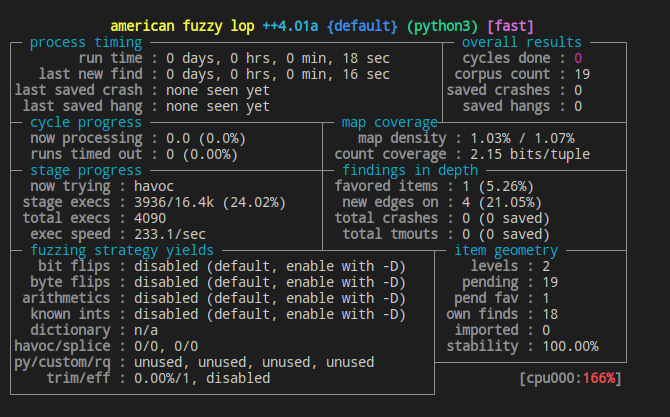 american fuzzy lop ++4.01a {default} (python3) [fast]
process timing overall results
run time : 0 days, 0 hrs, 0 min, 18 sec cycles done : 0
last new find : 0 days, 0 hrs, 0 min, 16 sec corpus count : 19
last saved crash : none seen yet saved crashes : 0
last saved hang : none seen yet saved hangs : 0
cycle progress map coverage
now processing : 0.0 (0.0%) map density : 1.03% / 1.07%
runs timed out : 0 (0.00%) count coverage : 2.15 bits/tuple
stage progress findings in depth
now trying : havoc favored items : 1 (5.26%)
stage execs : 3936/16.4k (24.02%) new edges on : 4 (21.05%)
total execs : 4090 total crashes : 0 (0 saved)
exec speed : 233.1/sec total tmouts : 0 (0 saved)
fuzzing strategy yields item geometry
bit flips : disabled (default, enable with -D) levels : 2
byte flips : disabled (default, enable with -D) pending : 19
arithmetics : disabled (default, enable with -D) pend fav : 1
known ints : disabled (default, enable with -D) own finds : 18
dictionary : n/a imported : 0
havoc/splice : 0/0, 0/0 stability : 100.00%
py/custom/rq : unused, unused, unused, unused
trim/eff : 0.00%/1, disabled [cpu000:166%]